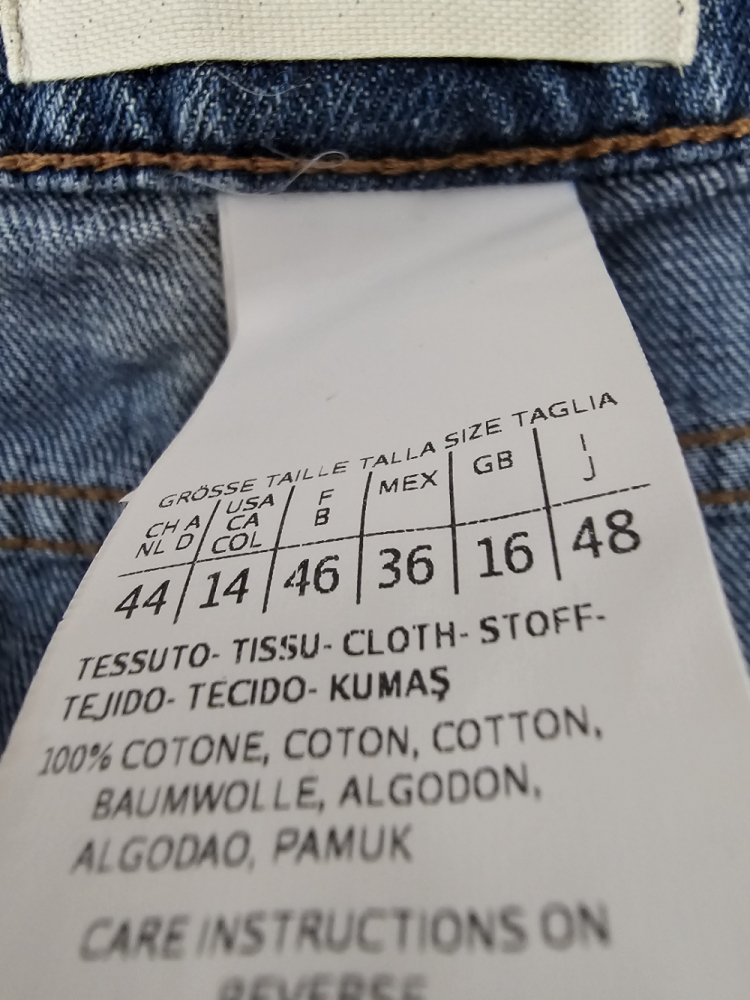 GRÖSSE TAILLE TALLA SIZE TAGLIA
CH A NL D USA CA COL F B MEX GB I J
44 14 46 36 16 48
TESSUTO- TISSU- CLOTH- STOFF-
TEJIDO- TECIDO- KUMAŞ
100% COTONE, COTON, COTTON,
BAUMWOLLE, ALGODON,
ALGODAO, PAMUK
CARE INSTRUCTIONS ON
REVERSE